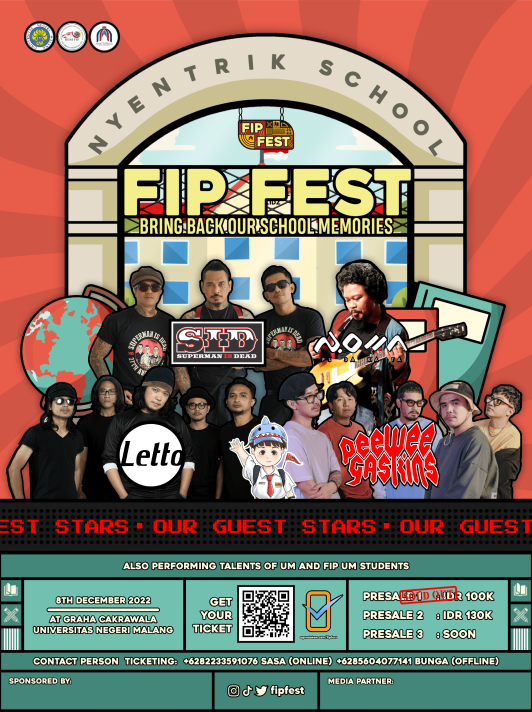 NYENTRIK SCHOOL
FIP
FEST
FIP FEST
BRING BACK OUR SCHOOL MEMORIES
SID
SUPERMAN IS DEAD
Letto
PeeWee
GASKINS
EST STARS ▪ OUR GUEST STARS ▪ OUR GUEST
ALSO PERFORMING TALENTS OF UM AND FIP UM STUDENTS
8TH DECEMBER 2022
AT GRAHA CAKRAWALA
UNIVERSITAS NEGERI MALANG
GET
YOUR
TICKET
PRESALE 1 : IDR 100K
SOLD OUT
PRESALE 2 : IDR 130K
PRESALE 3 : SOON
CONTACT PERSON TICKETING: +6282233591076 SASA (ONLINE) +6285604077141 BUNGA (OFFLINE)
SPONSORED BY:
fipfest
MEDIA PARTNER: